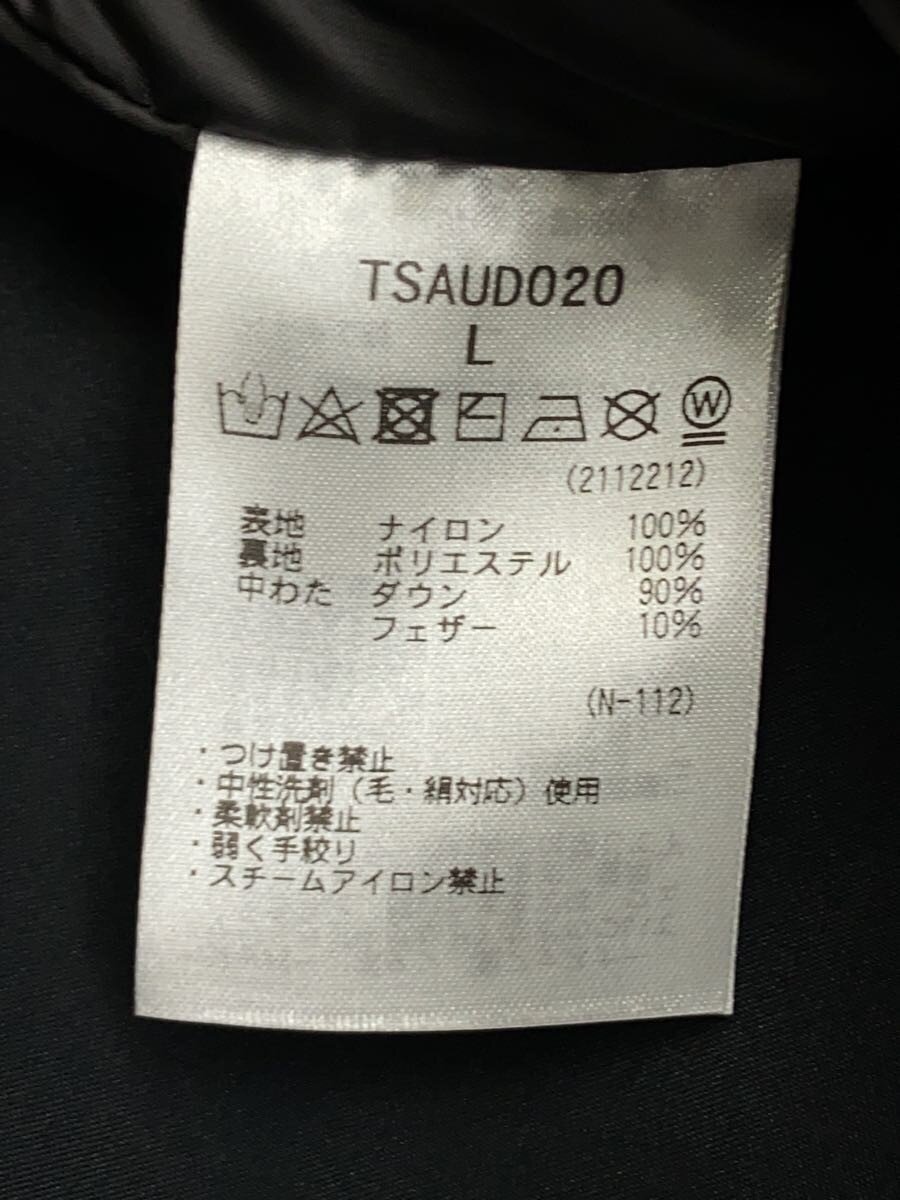 TSAUD020
L
W
(2112212)
表地 ナイロン 100%
裏地 ポリエステル 100%
中わた ダウン 90%
フェザー 10%
(N-112)
・つけ置き禁止
・中性洗剤(毛・絹対応)使用
・柔軟剤禁止
・弱く手絞り
・スチームアイロン禁止